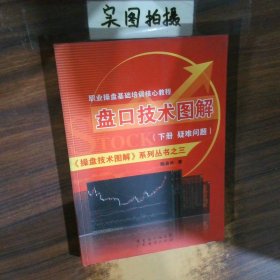 实图拍摄
职业操盘基础培训核心教程
盘口技术图解
STOCK
（下册 疑难问题）
《操盘技术图解》系列丛书之三